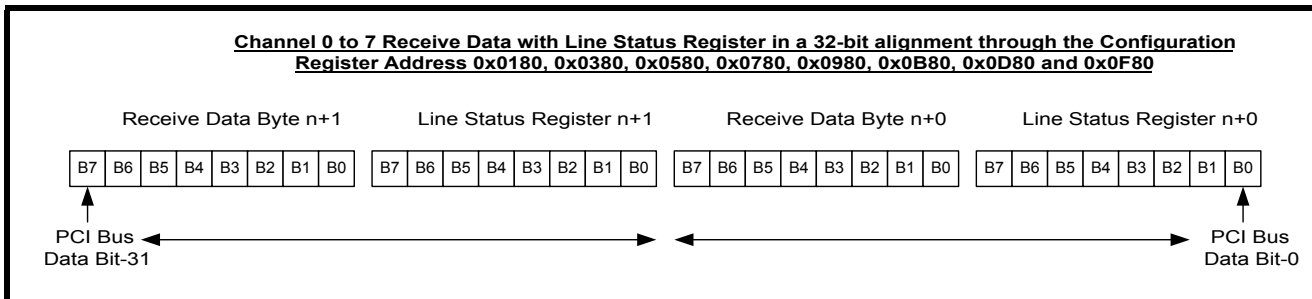 Channel 0 to 7 Receive Data with Line Status Register in a 32-bit alignment through the Configuration
Register Address 0x0180, 0x0380, 0x0580, 0x0780, 0x0980, 0x0B80, 0x0D80 and 0x0F80
Receive Data Byte n+1 Line Status Register n+1 Receive Data Byte n+0 Line Status Register n+0
B7 B6 B5 B4 B3 B2 B1 B0 B7 B6 B5 B4 B3 B2 B1 B0 B7 B6 B5 B4 B3 B2 B1 B0 B7 B6 B5 B4 B3 B2 B1 B0
PCI Bus PCI Bus
Data Bit-31 Data Bit-0